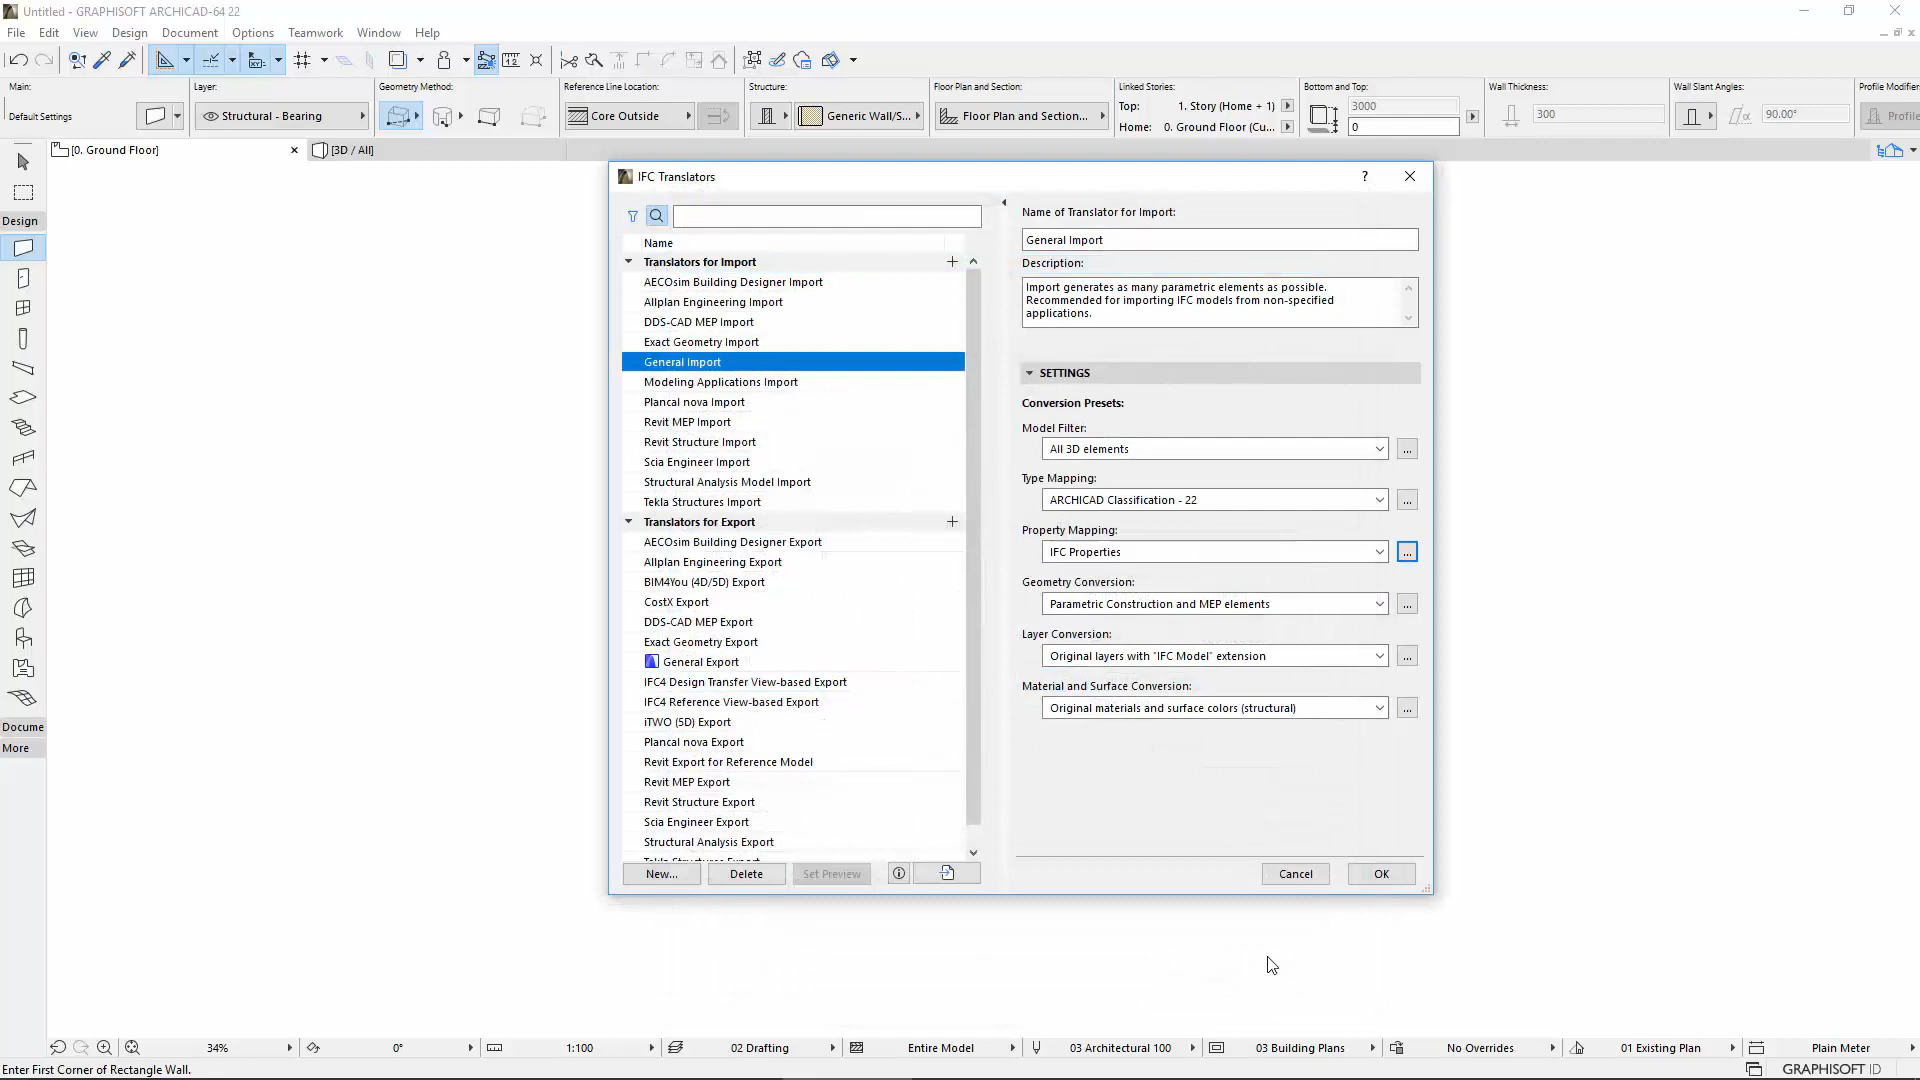 Untitled - GRAPHISOFT ARCHICAD-64 22
File Edit View Design Document Options Teamwork Window Help
Main: Layer: Geometry Method: Reference Line Location: Structure: Floor Plan and Section: Linked Stories: Bottom and Top: Wall Thickness: Wall Slant Angles: Profile Modifier
Default Settings Structural - Bearing Core Outside Generic Wall/S... Floor Plan and Section... Top: 1. Story (Home + 1) 3000 300 90.00° Profile
Home: 0. Ground Floor (Cu... 0
[0. Ground Floor] [3D / All]
Design
Docume
More
IFC Translators
?
Name
Translators for Import
AECOsim Building Designer Import
Allplan Engineering Import
DDS-CAD MEP Import
Exact Geometry Import
General Import
Modeling Applications Import
Plancal nova Import
Revit MEP Import
Revit Structure Import
Scia Engineer Import
Structural Analysis Model Import
Tekla Structures Import
Translators for Export
AECOsim Building Designer Export
Allplan Engineering Export
BIM4You (4D/5D) Export
CostX Export
DDS-CAD MEP Export
Exact Geometry Export
General Export
IFC4 Design Transfer View-based Export
IFC4 Reference View-based Export
iTWO (5D) Export
Plancal nova Export
Revit Export for Reference Model
Revit MEP Export
Revit Structure Export
Scia Engineer Export
Structural Analysis Export
Tekla Structures Export
New... Delete Set Preview
Name of Translator for Import:
General Import
Description:
Import generates as many parametric elements as possible.
Recommended for importing IFC models from non-specified
applications.
SETTINGS
Conversion Presets:
Model Filter:
All 3D elements ...
Type Mapping:
ARCHICAD Classification - 22 ...
Property Mapping:
IFC Properties ...
Geometry Conversion:
Parametric Construction and MEP elements ...
Layer Conversion:
Original layers with "IFC Model" extension ...
Material and Surface Conversion:
Original materials and surface colors (structural) ...
Cancel OK
34% 0° 1:100 02 Drafting Entire Model 03 Architectural 100 03 Building Plans No Overrides 01 Existing Plan Plain Meter
Enter First Corner of Rectangle Wall. GRAPHISOFT ID